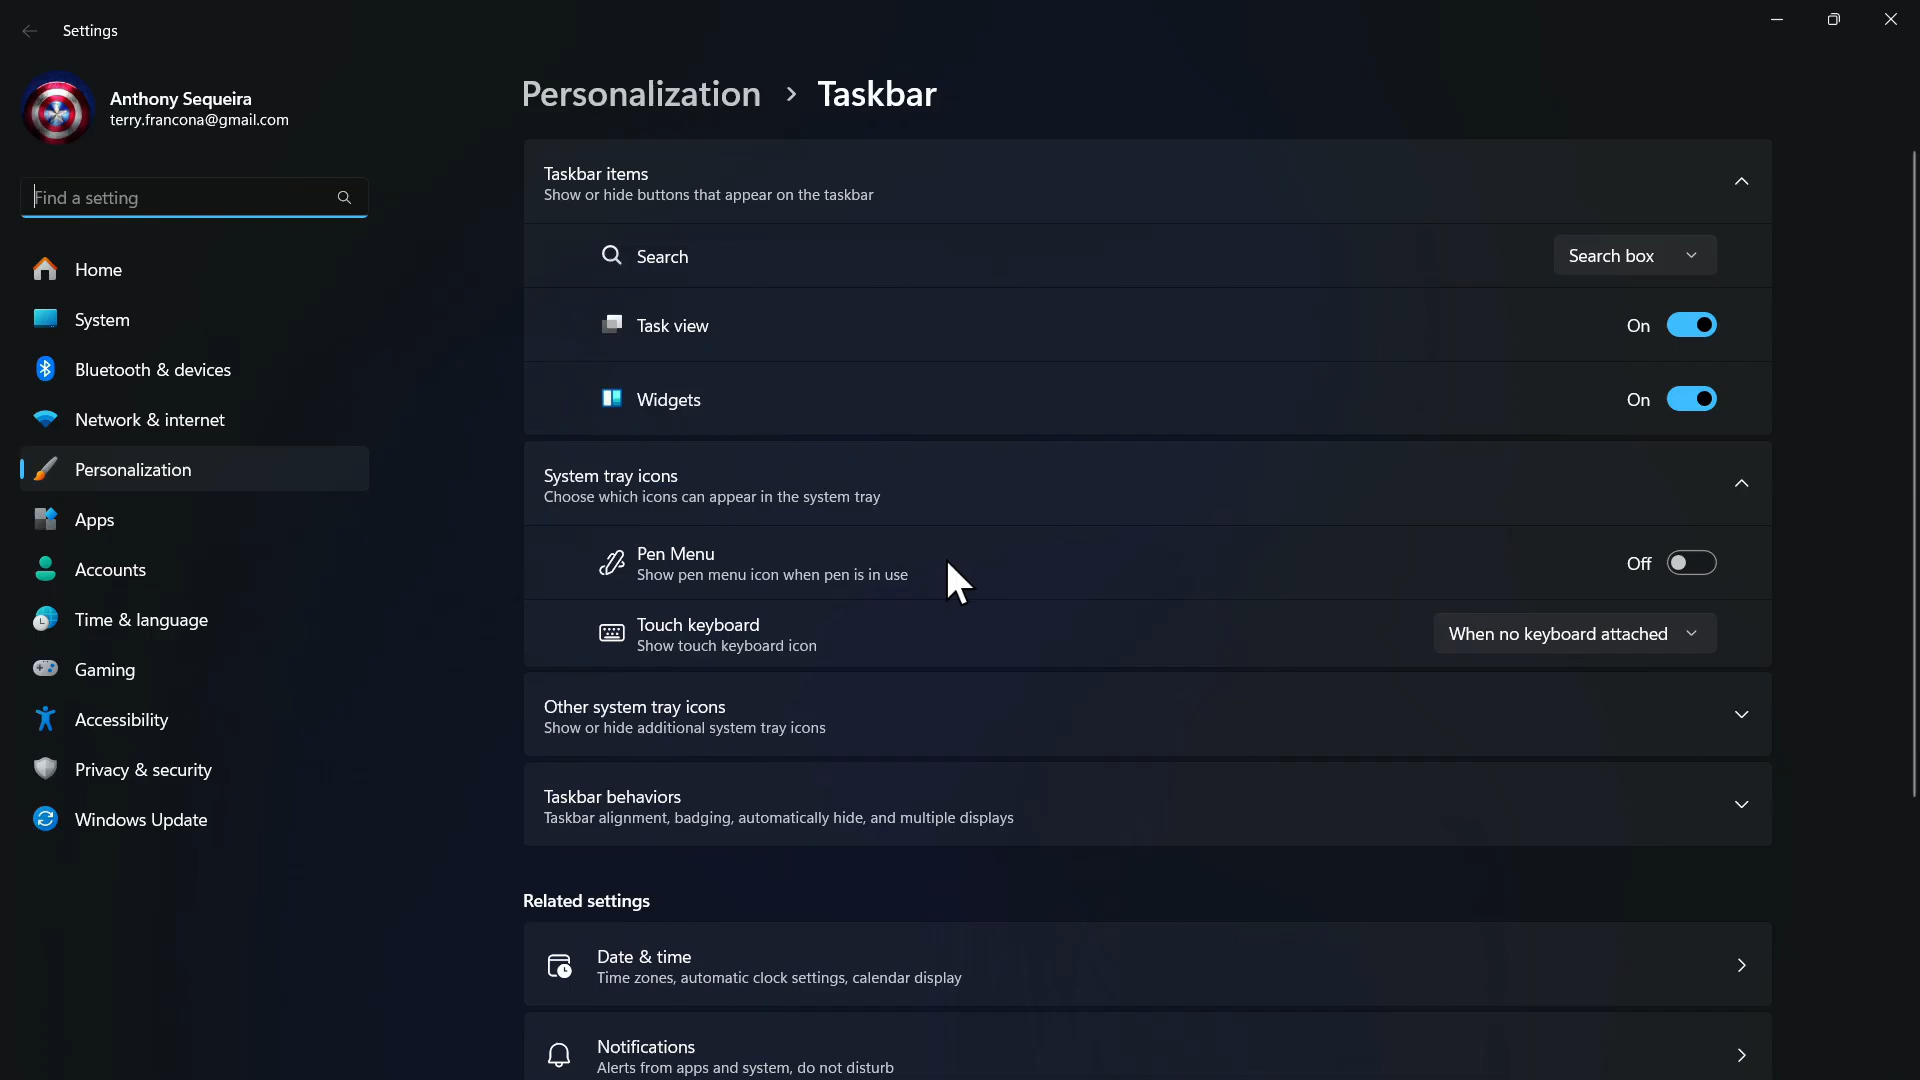 Settings
Anthony Sequeira
terry.francona@gmail.com
Find a setting
Home
System
Bluetooth & devices
Network & internet
Personalization
Apps
Accounts
Time & language
Gaming
Accessibility
Privacy & security
Windows Update
Personalization > Taskbar
Taskbar items
Show or hide buttons that appear on the taskbar
Search
Search box
Task view
On
Widgets
On
System tray icons
Choose which icons can appear in the system tray
Pen Menu
Show pen menu icon when pen is in use
Off
Touch keyboard
Show touch keyboard icon
When no keyboard attached
Other system tray icons
Show or hide additional system tray icons
Taskbar behaviors
Taskbar alignment, badging, automatically hide, and multiple displays
Related settings
Date & time
Time zones, automatic clock settings, calendar display
Notifications
Alerts from apps and system, do not disturb